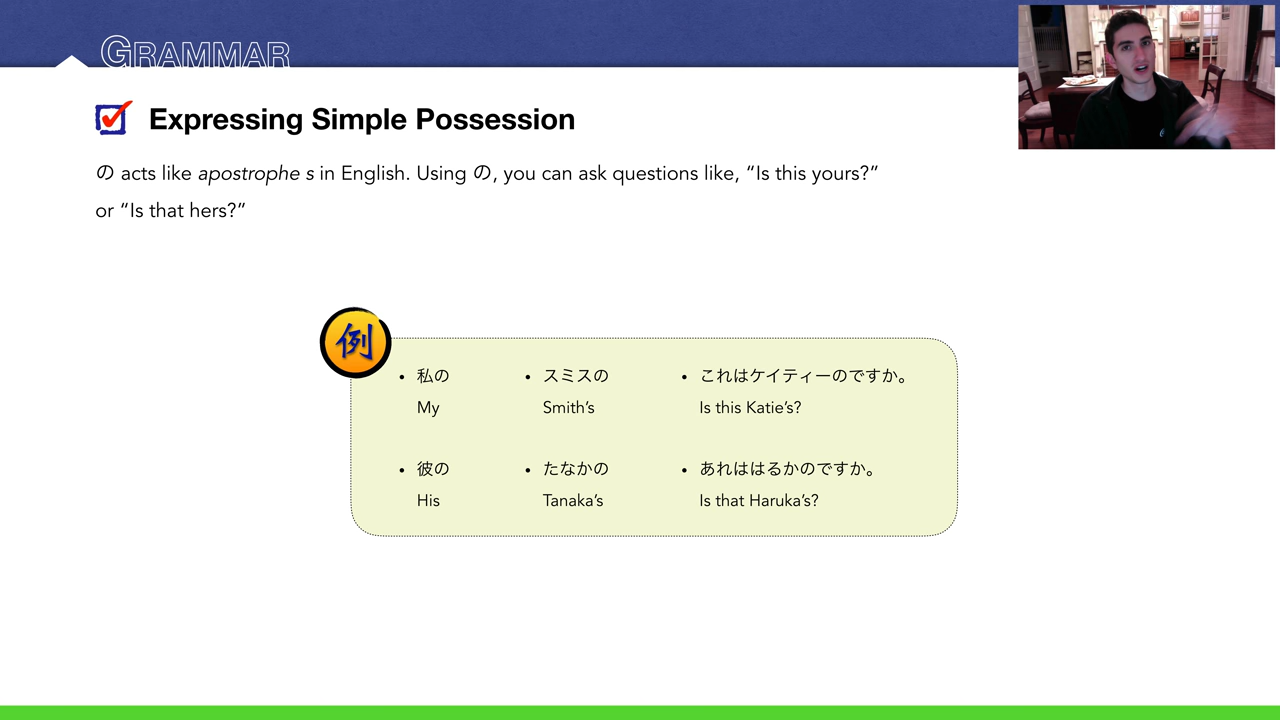 GRAMMAR
Expressing Simple Possession
の acts like apostrophe s in English. Using の, you can ask questions like, “Is this yours?”
or “Is that hers?”
例
• 私の
My
• スミスの
Smith’s
• これはケイティーのですか。
Is this Katie’s?
• 彼の
His
• たなかの
Tanaka’s
• あれははるかのですか。
Is that Haruka’s?